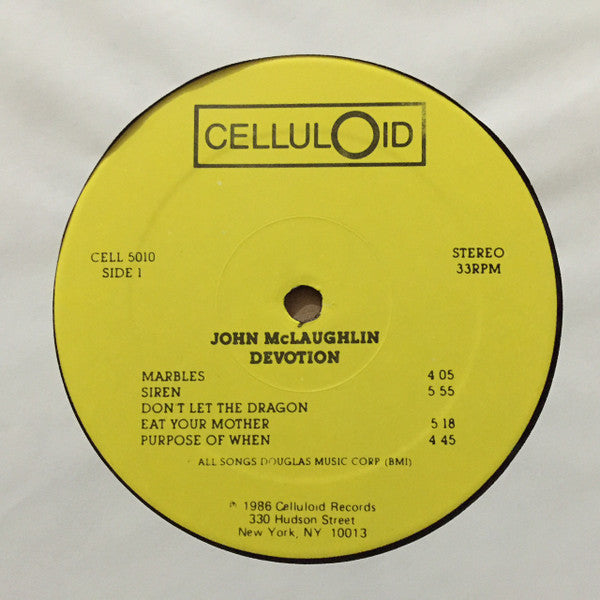 CELLULOID
CELL 5010
SIDE 1
STEREO
33RPM
JOHN McLAUGHLIN
DEVOTION
MARBLES 4 05
SIREN 5 55
DON T LET THE DRAGON
EAT YOUR MOTHER 5 18
PURPOSE OF WHEN 4 45
ALL SONGS DOUGLAS MUSIC CORP (BMI)
℗ 1986 Celluloid Records
330 Hudson Street
New York, NY 10013